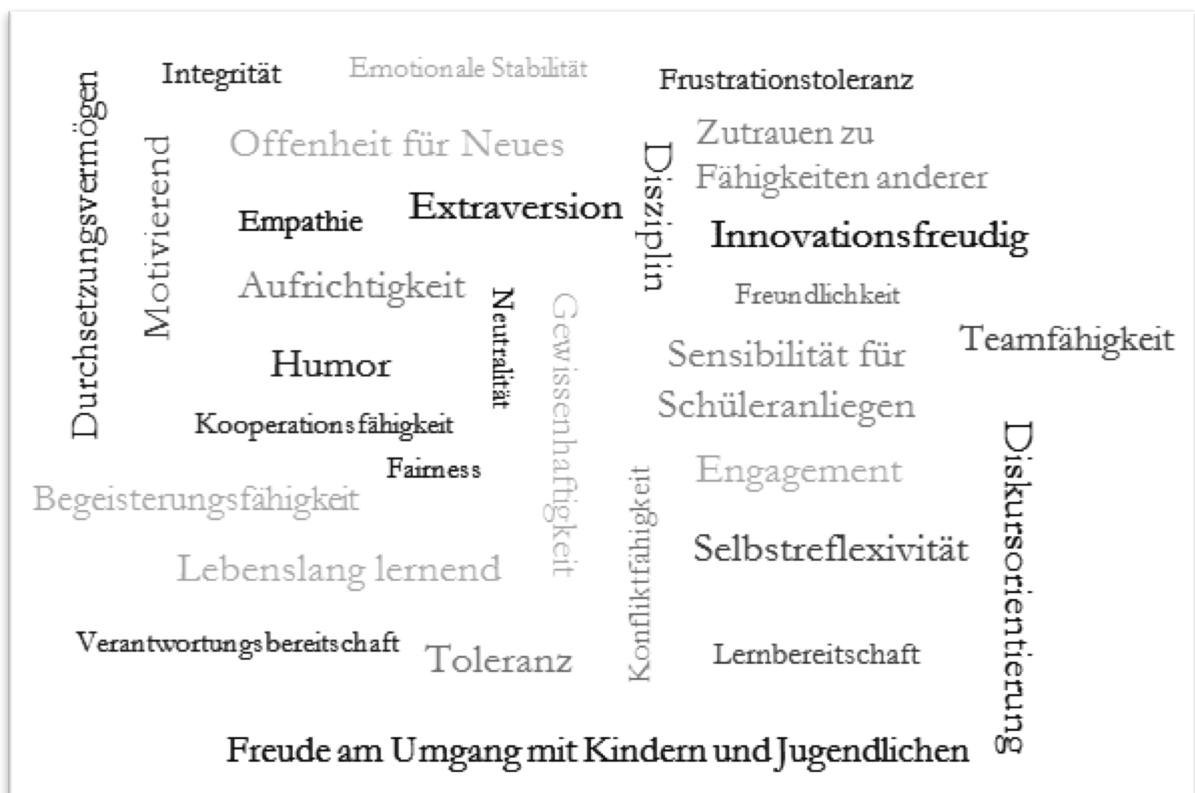 Integrität
Emotionale Stabilität
Frustrationstoleranz
Durchsetzungsvermögen
Motivierend
Offenheit für Neues
Disziplin
Zutrauen zu
Fähigkeiten anderer
Empathie
Extraversion
Innovationsfreudig
Aufrichtigkeit
Neutralität
Gewissenhaftigkeit
Freundlichkeit
Teamfähigkeit
Humor
Sensibilität für
Schüleranliegen
Kooperationsfähigkeit
Fairness
Diskursorientierung
Begeisterungsfähigkeit
Konfliktfähigkeit
Engagement
Lebenslang lernend
Selbstreflexivität
Verantwortungsbereitschaft
Toleranz
Lernbereitschaft
Freude am Umgang mit Kindern und Jugendlichen